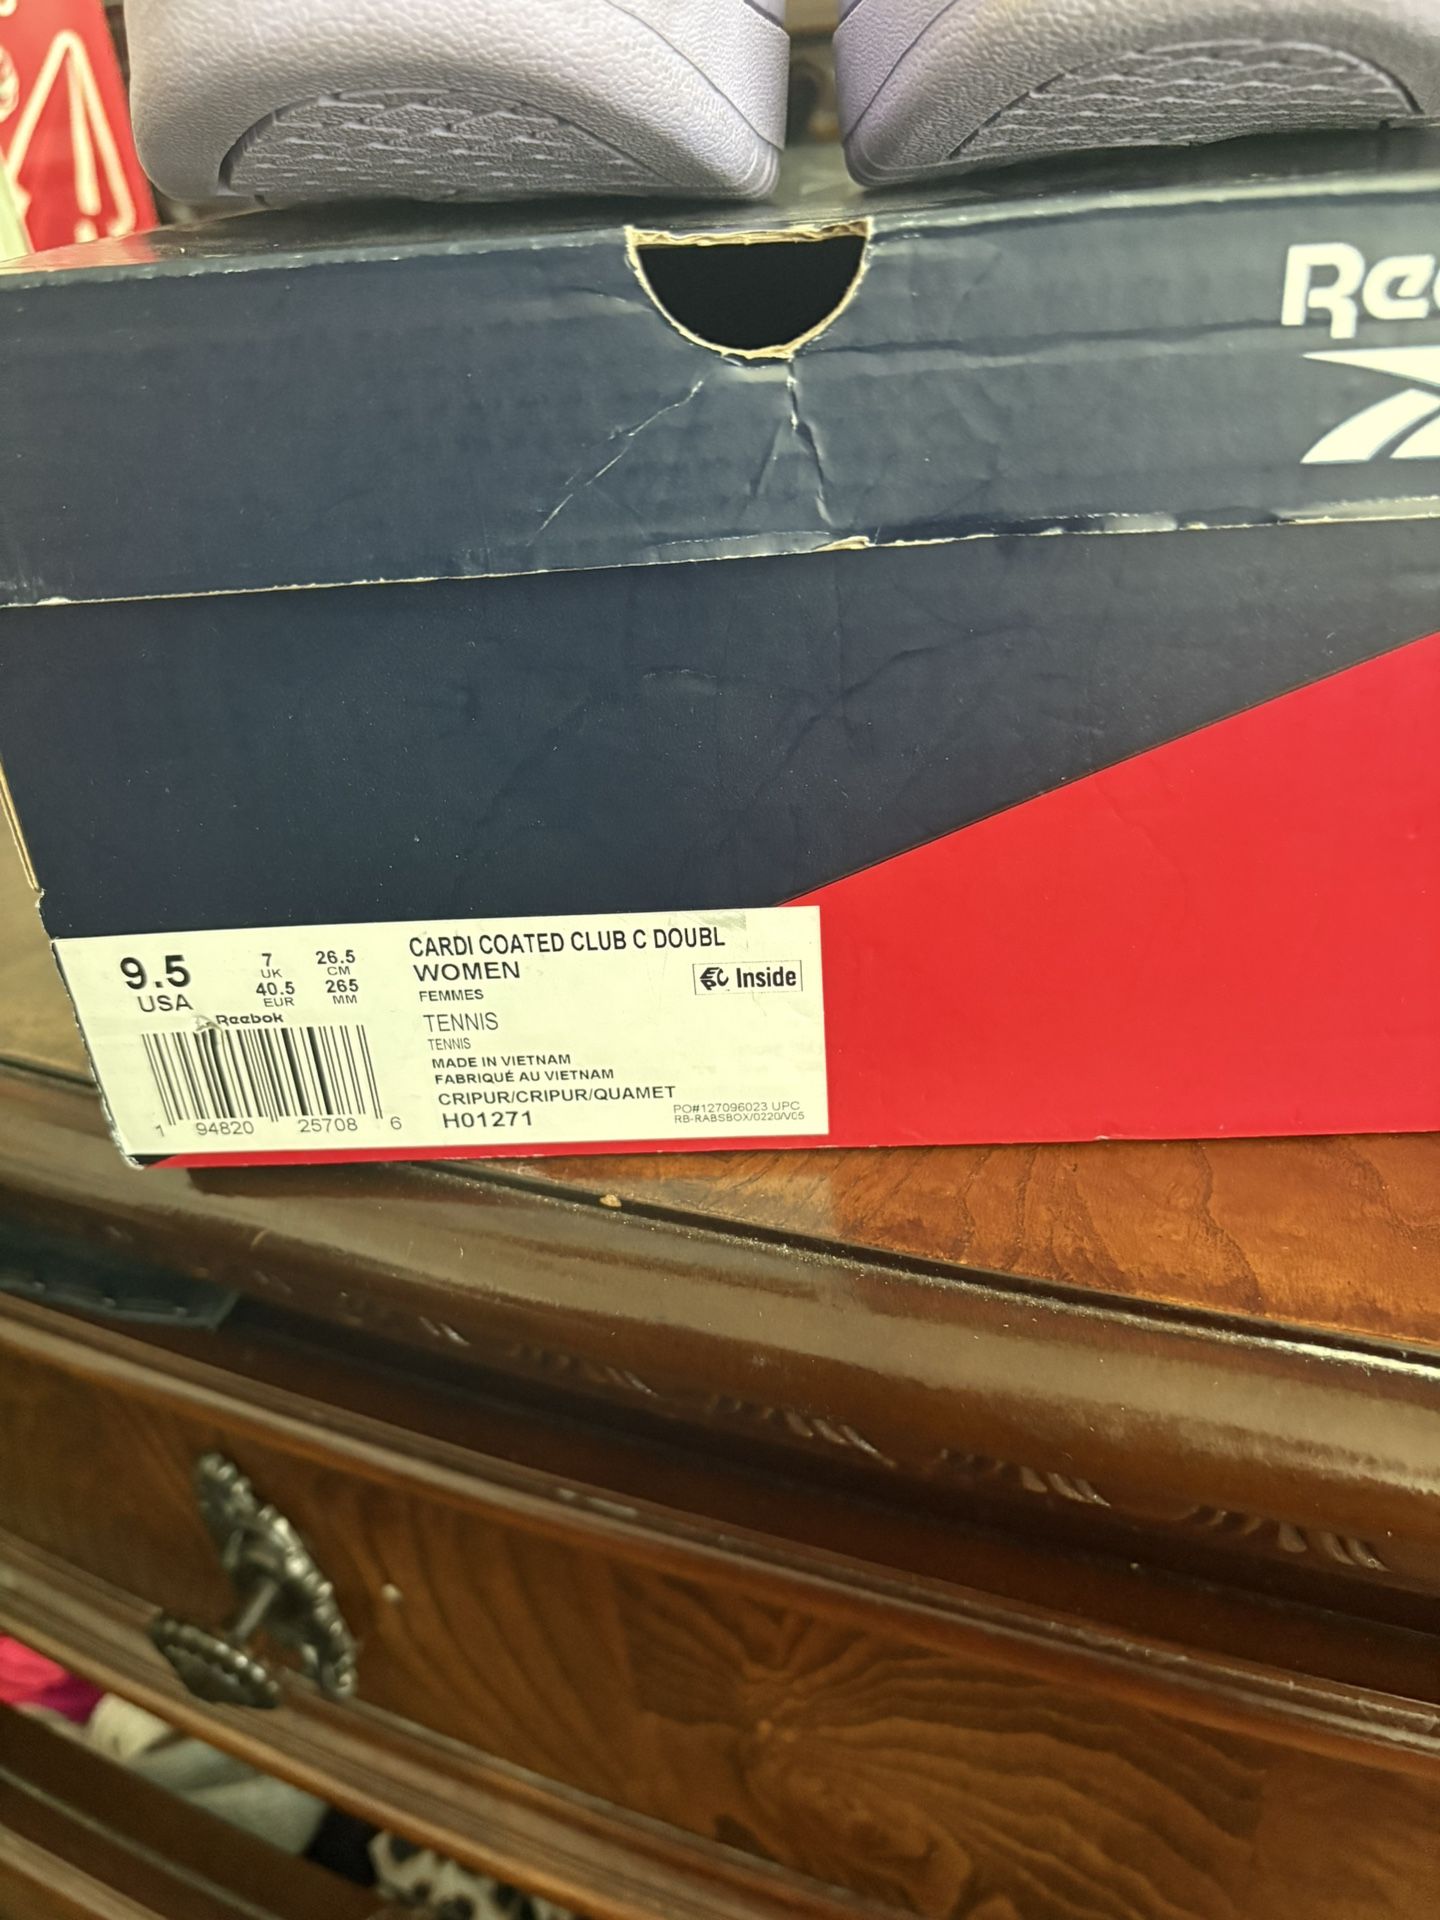 Ree
9.5
USA
7
UK
26.5
CM
40.5
EUR
265
MM
Reebok
1 94820 25708 6
CARDI COATED CLUB C DOUBL
WOMEN
FEMMES
EC Inside
TENNIS
TENNIS
MADE IN VIETNAM
FABRIQUÉ AU VIETNAM
CRIPUR/CRIPUR/QUAMET
H01271
PO#127096023 UPC
RB-RABSBOX/0220/V05